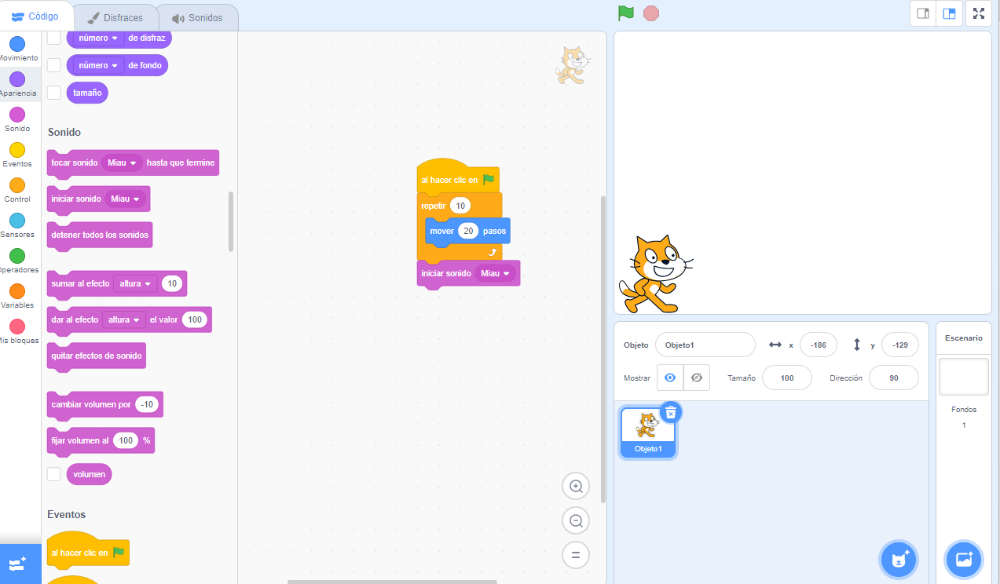 Código
Disfraces
Sonidos
Movimiento
Apariencia
Sonido
Eventos
Control
Sensores
Operadores
Variables
Mis bloques
número de disfraz
número de fondo
tamaño
Sonido
tocar sonido Miau hasta que termine
iniciar sonido Miau
detener todos los sonidos
sumar al efecto altura 10
dar al efecto altura el valor 100
quitar efectos de sonido
cambiar volumen por -10
fijar volumen al 100 %
volumen
Eventos
al hacer clic en
al hacer clic en
repetir 10
mover 20 pasos
iniciar sonido Miau
Objeto Objeto1 x -186 y -129
Mostrar Tamaño 100 Dirección 90
Objeto1
Escenario
Fondos
1